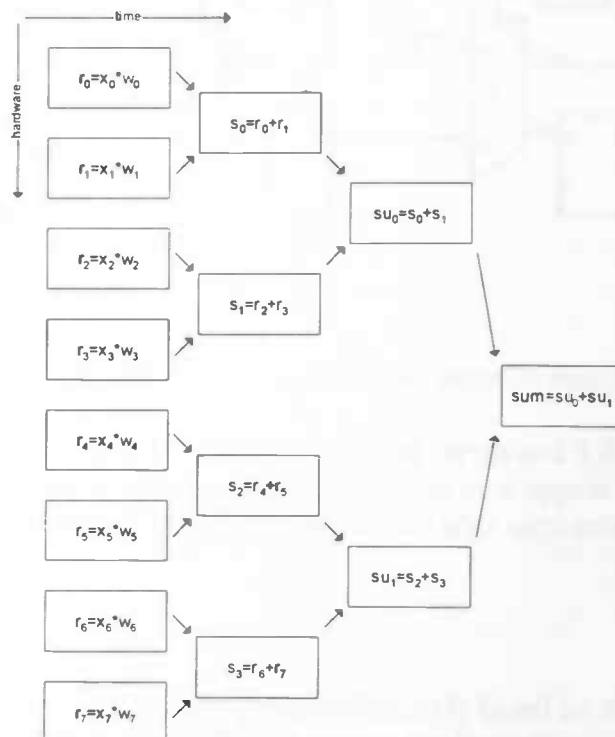 time
hardware
r₀=x₀*w₀
s₀=r₀+r₁
r₁=x₁*w₁
su₀=s₀+s₁
r₂=x₂*w₂
s₁=r₂+r₃
r₃=x₃*w₃
sum=su₀+su₁
r₄=x₄*w₄
s₂=r₄+r₅
r₅=x₅*w₅
su₁=s₂+s₃
r₆=x₆*w₆
s₃=r₆+r₇
r₇=x₇*w₇